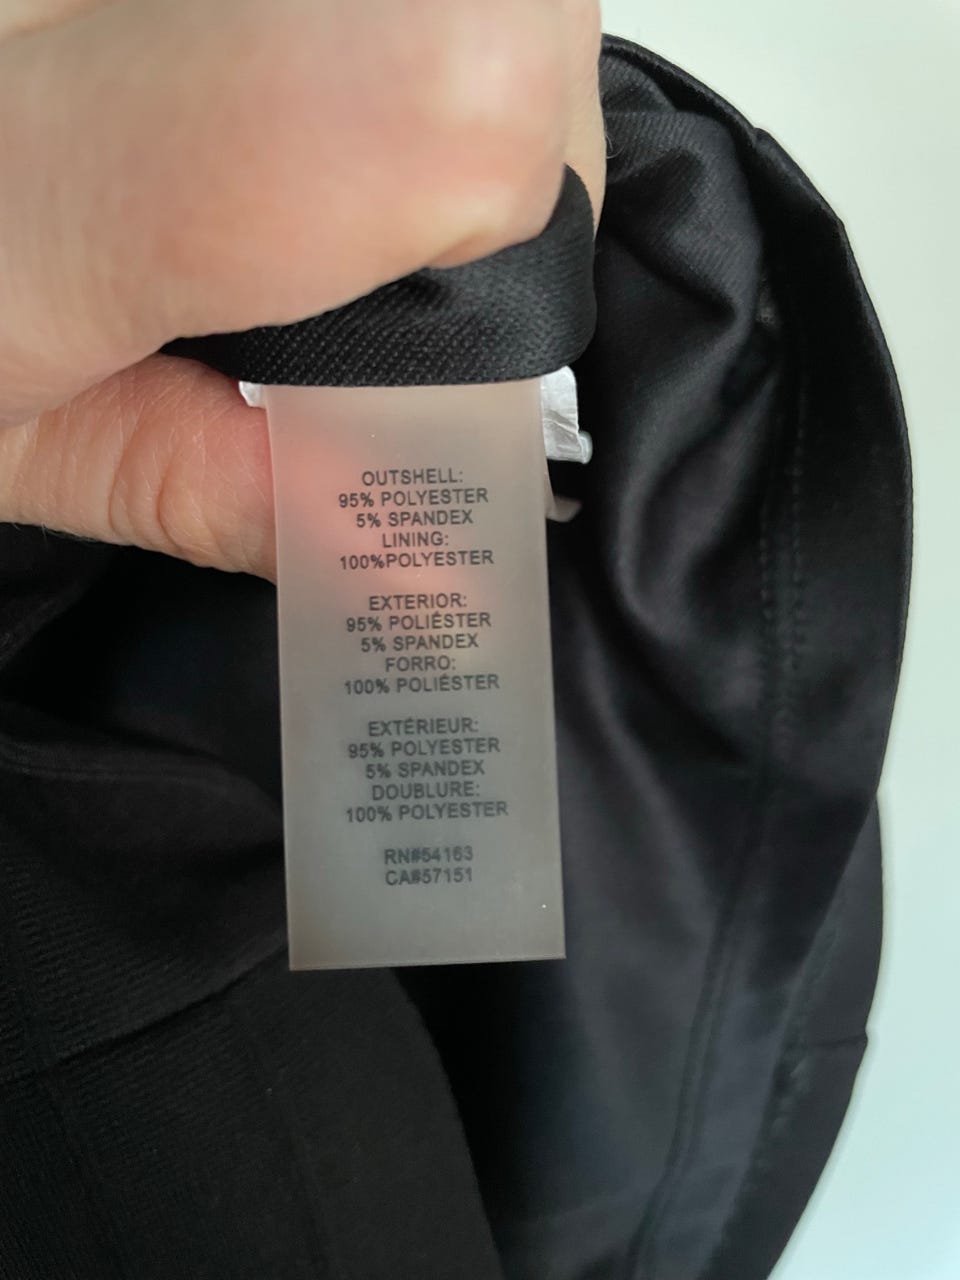 OUTSHELL:
95% POLYESTER
5% SPANDEX
LINING:
100%POLYESTER
EXTERIOR:
95% POLIÉSTER
5% SPANDEX
FORRO:
100% POLIÉSTER
EXTÉRIEUR:
95% POLYESTER
5% SPANDEX
DOUBLURE:
100% POLYESTER
RN#54163
CA#57151